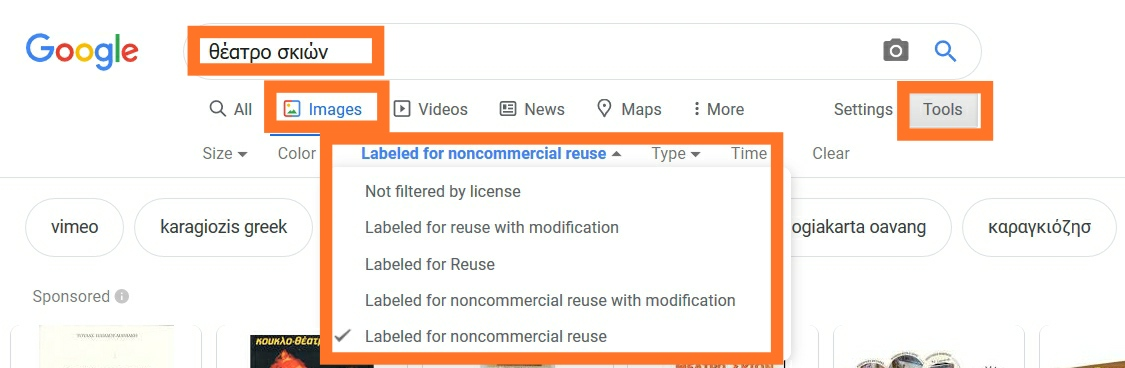 Google
θέατρο σκιών
All Images Videos News Maps More Settings Tools
Size Color Labeled for noncommercial reuse Type Time Clear
Not filtered by license
Labeled for reuse with modification
Labeled for Reuse
Labeled for noncommercial reuse with modification
Labeled for noncommercial reuse
vimeo karagiozis greek ogiakarta oavang καραγκιόζησ
Sponsored
κουκλο-θέατ